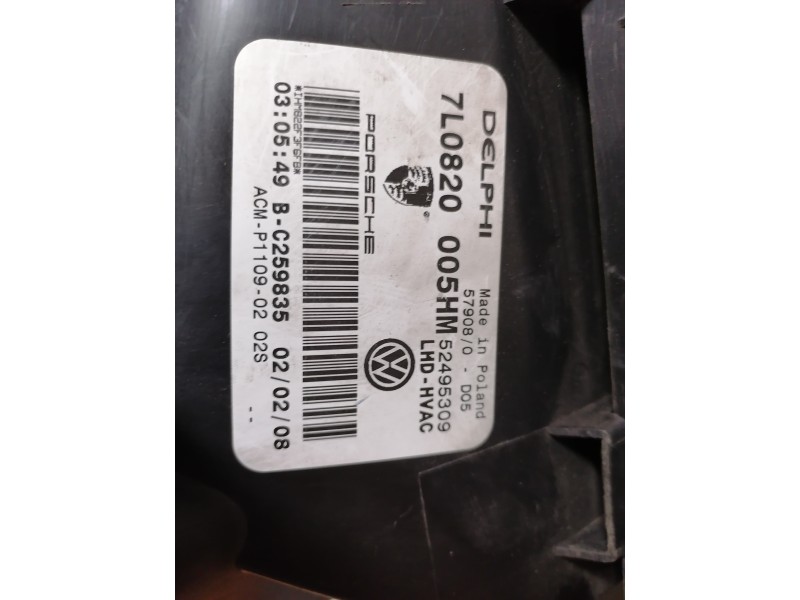 DELPHI
Made in Poland
57908/0 - D05
7L0820 005HM
52495309
LHD-HVAC
PORSCHE
03:05:49 B-C259835 02/02/08
ACM-P1109-02 02S
--